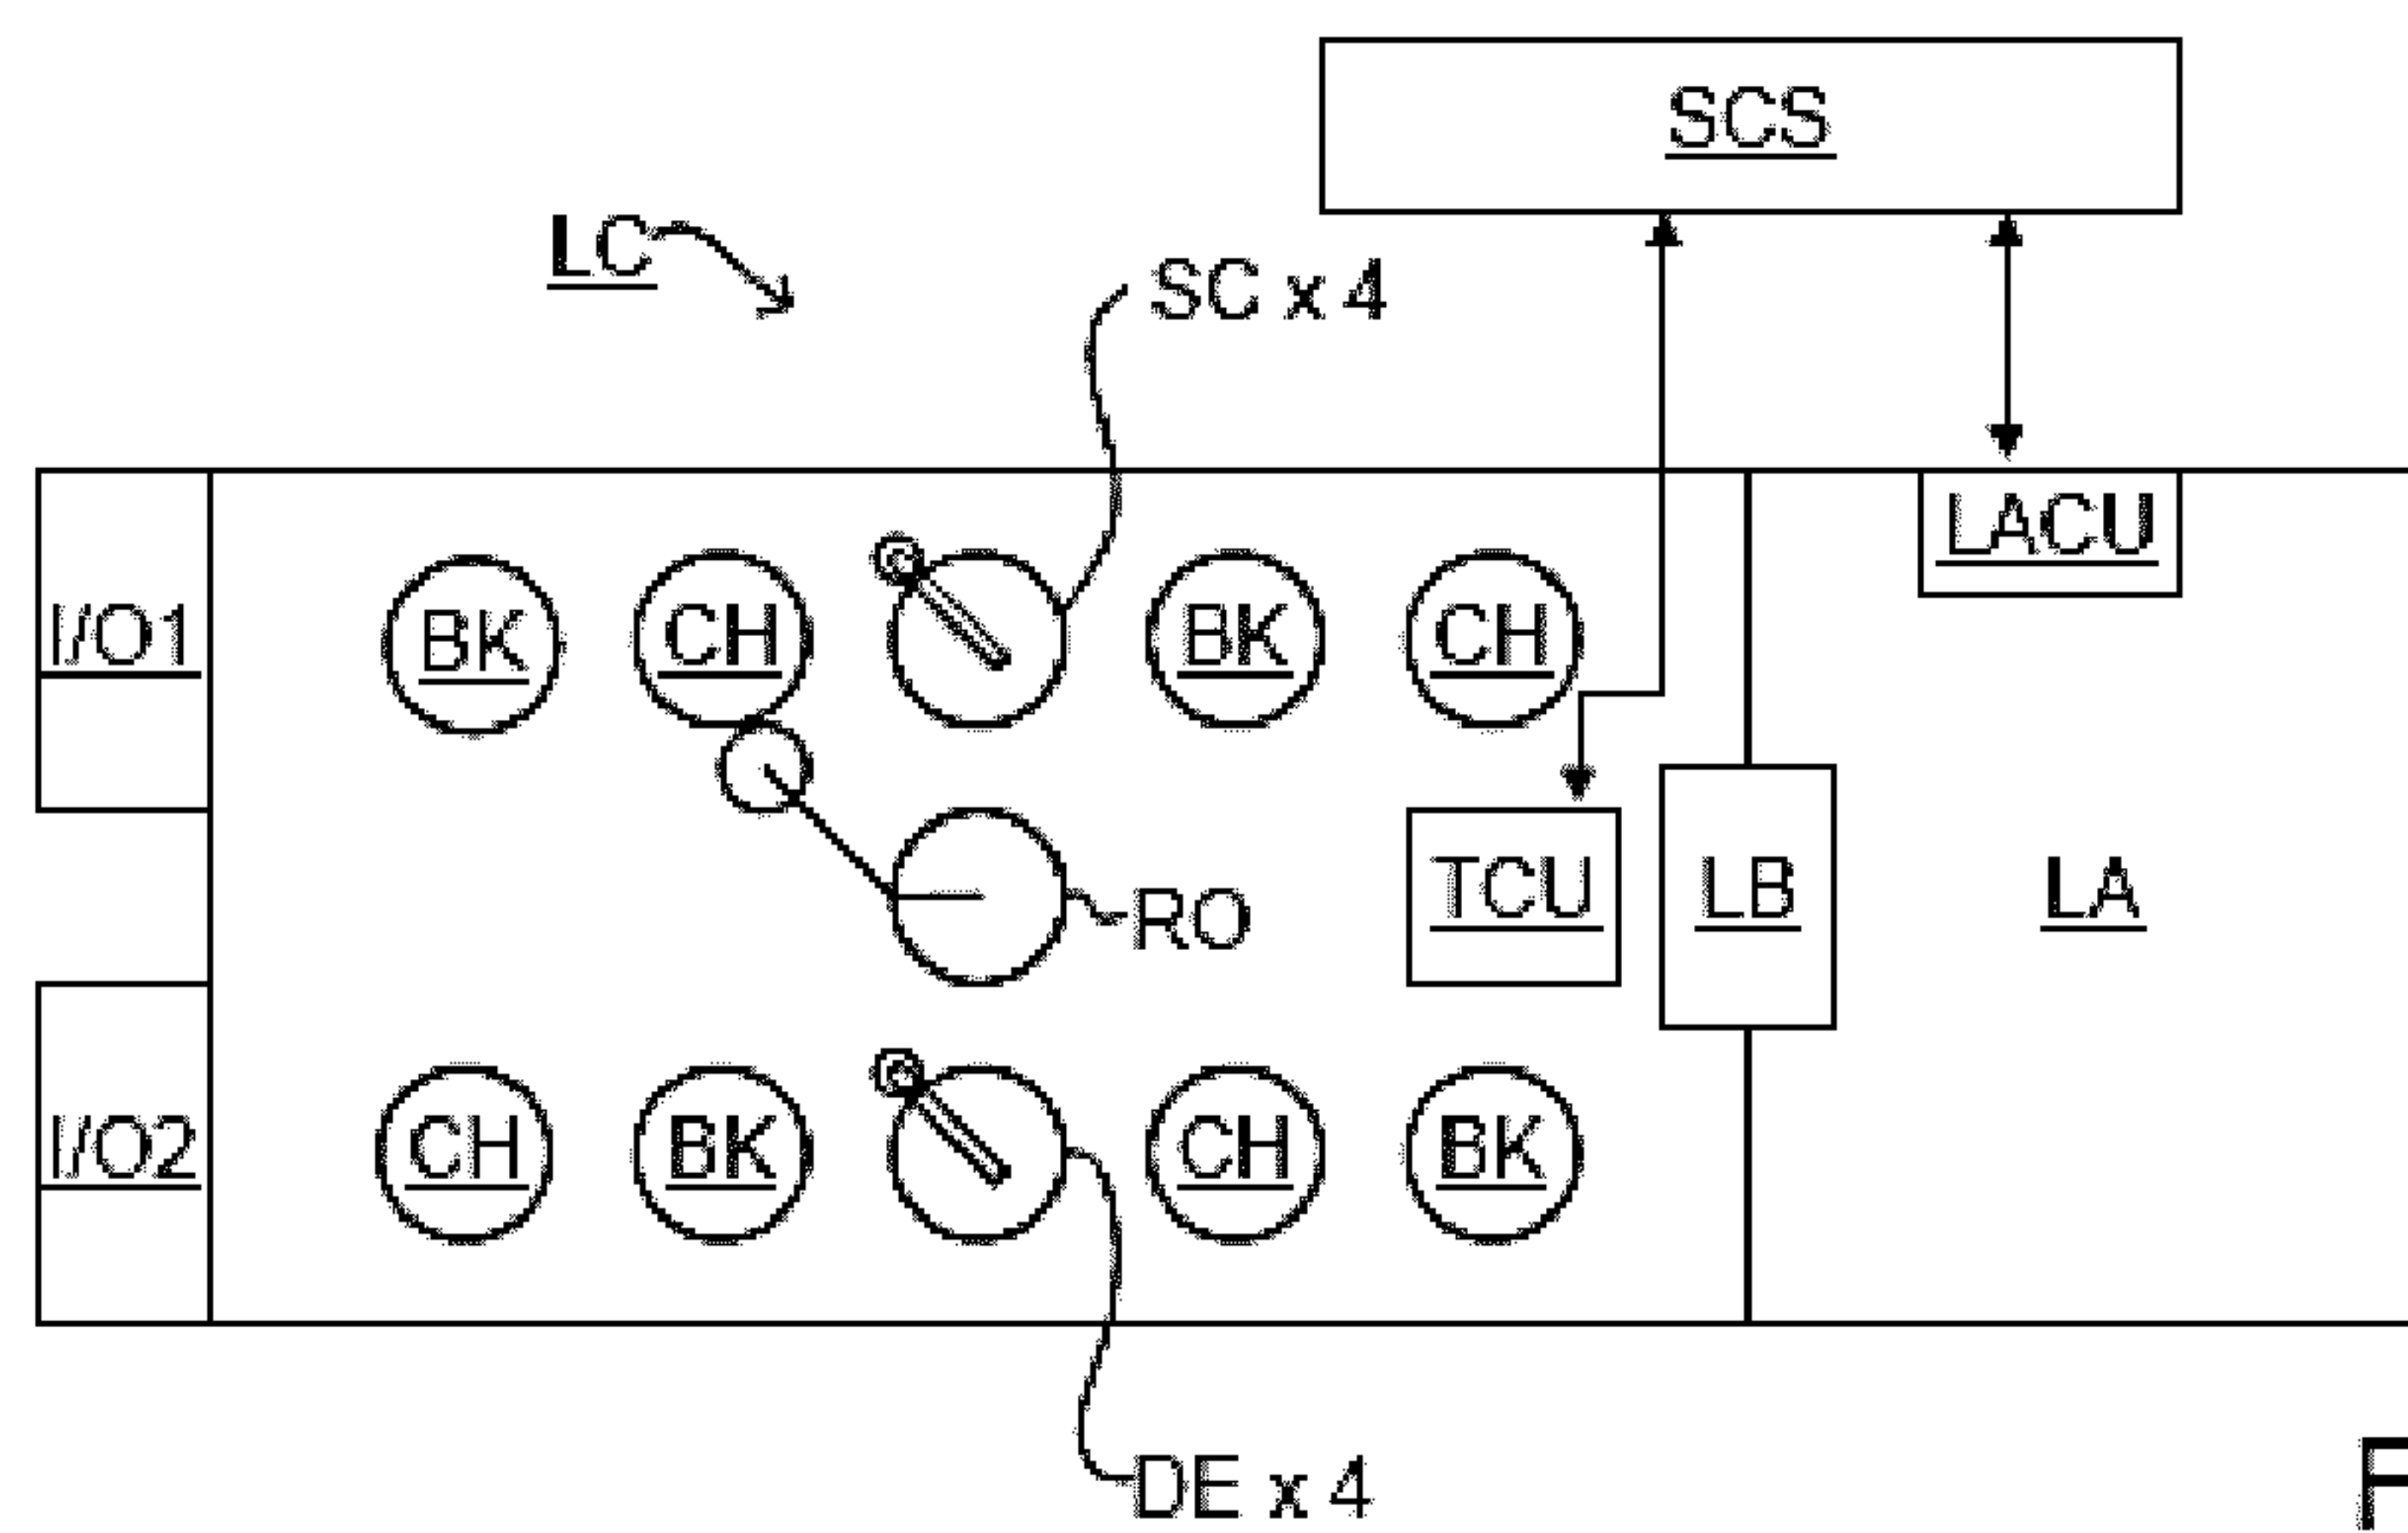 SCS
LC
SC x 4
LACU
I/O1
BK
CH
BK
CH
TCU
LB
LA
RO
I/O2
CH
BK
CH
BK
DE x 4
F